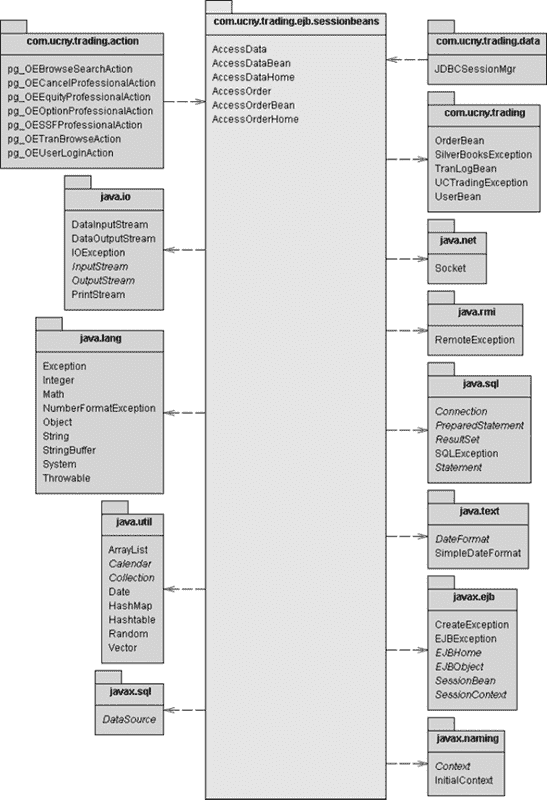 com.ucny.trading.action
pg_OEBrowseSearchAction
pg_OECancelProfessionalAction
pg_OEEquityProfessionalAction
pg_OEOptionProfessionalAction
pg_OESSFProfessionalAction
pg_OETranBrowseAction
pg_OEUserLoginAction
java.io
DataInputStream
DataOutputStream
IOException
InputStream
OutputStream
PrintStream
java.lang
Exception
Integer
Math
NumberFormatException
Object
String
StringBuffer
System
Throwable
java.util
ArrayList
Calendar
Collection
Date
HashMap
Hashtable
Random
Vector
javax.sql
DataSource
com.ucny.trading.ejb.sessionbeans
AccessData
AccessDataBean
AccessDataHome
AccessOrder
AccessOrderBean
AccessOrderHome
com.ucny.trading.data
JDBCSessionMgr
com.ucny.trading
OrderBean
SilverBooksException
TranLogBean
UCTradingException
UserBean
java.net
Socket
java.rmi
RemoteException
java.sql
Connection
PreparedStatement
ResultSet
SQLException
Statement
java.text
DateFormat
SimpleDateFormat
javax.ejb
CreateException
EJBException
EJBHome
EJBObject
SessionBean
SessionContext
javax.naming
Context
InitialContext